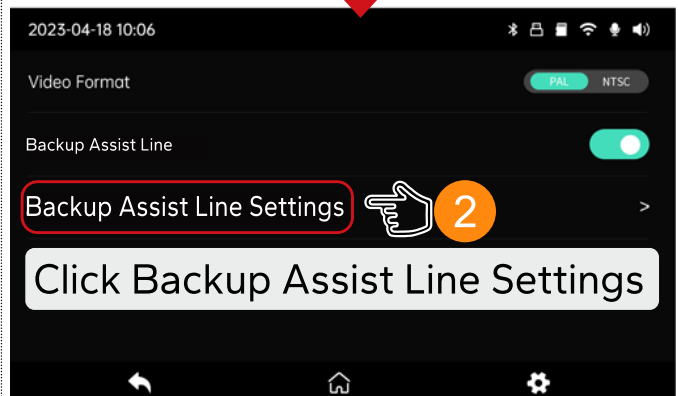 2023-04-18 10:06
Video Format
PAL NTSC
Backup Assist Line
Backup Assist Line Settings
2
>
Click Backup Assist Line Settings